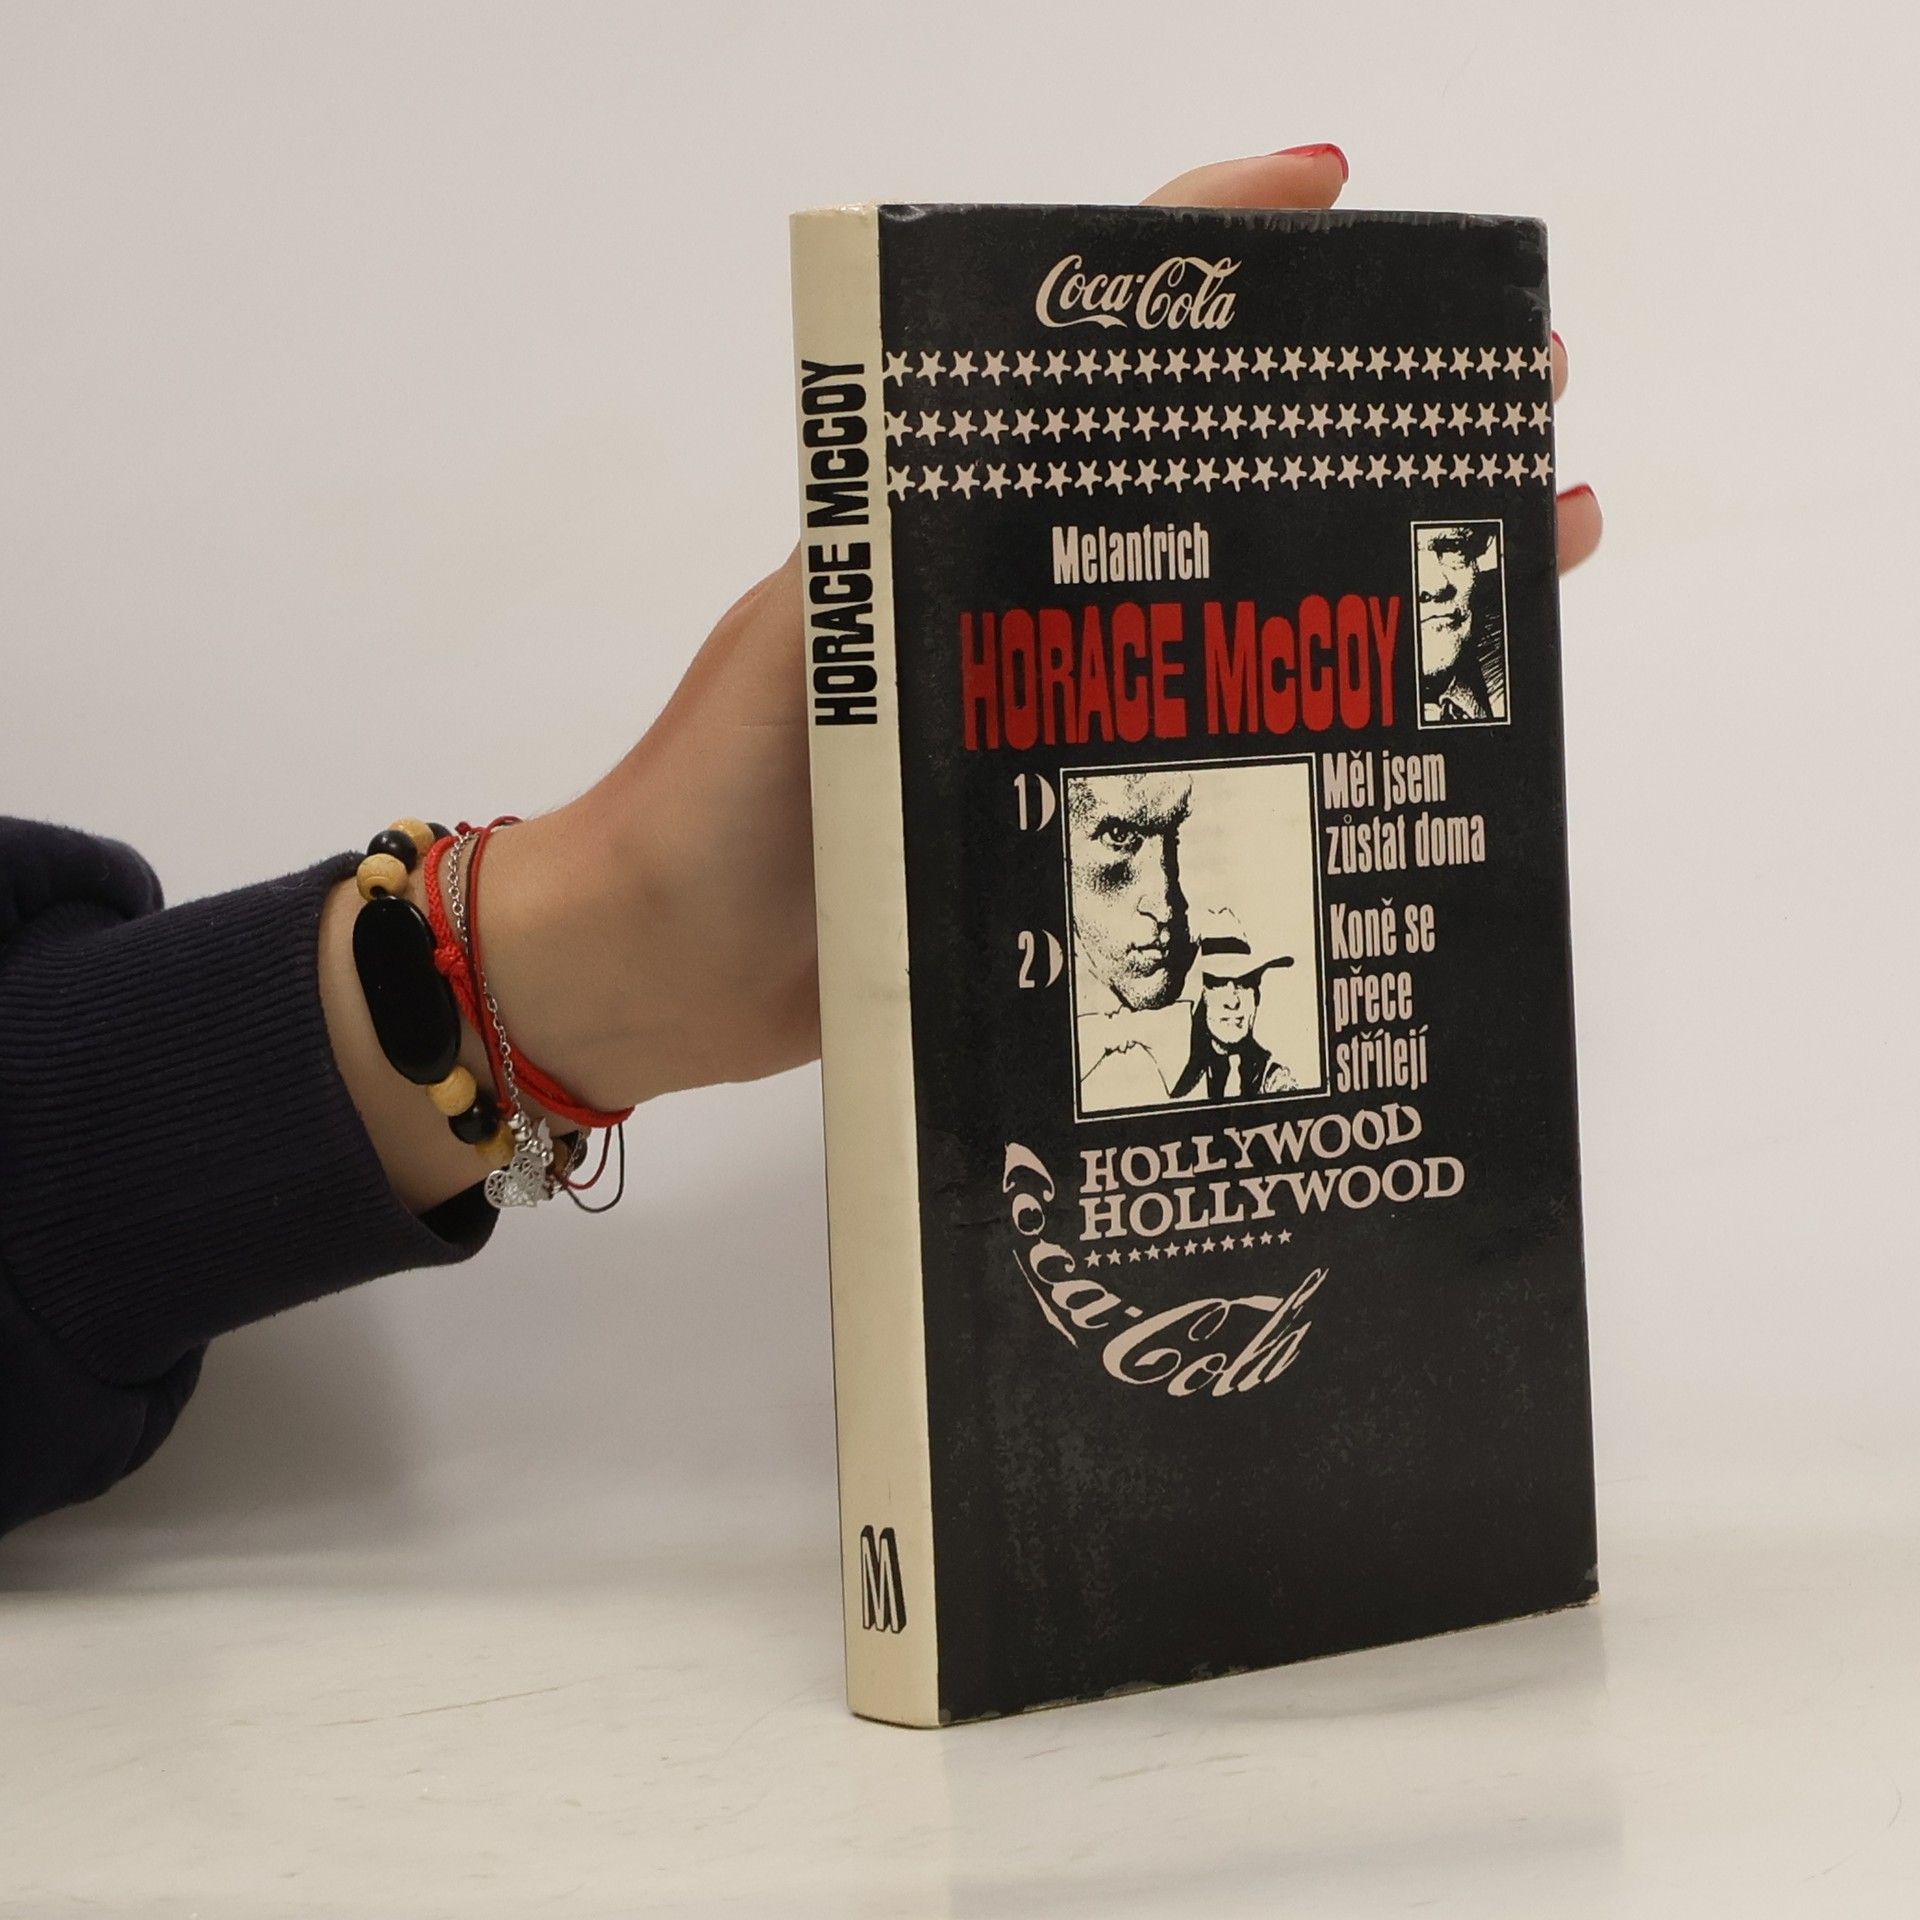 HORACE McCOY
M
Coca-Cola
Melantrich
HORACE McCOY
1)
Měl jsem
zůstat doma
2)
Koně se
přece
střílejí
HOLLYWOOD
HOLLYWOOD
Coca-Cola